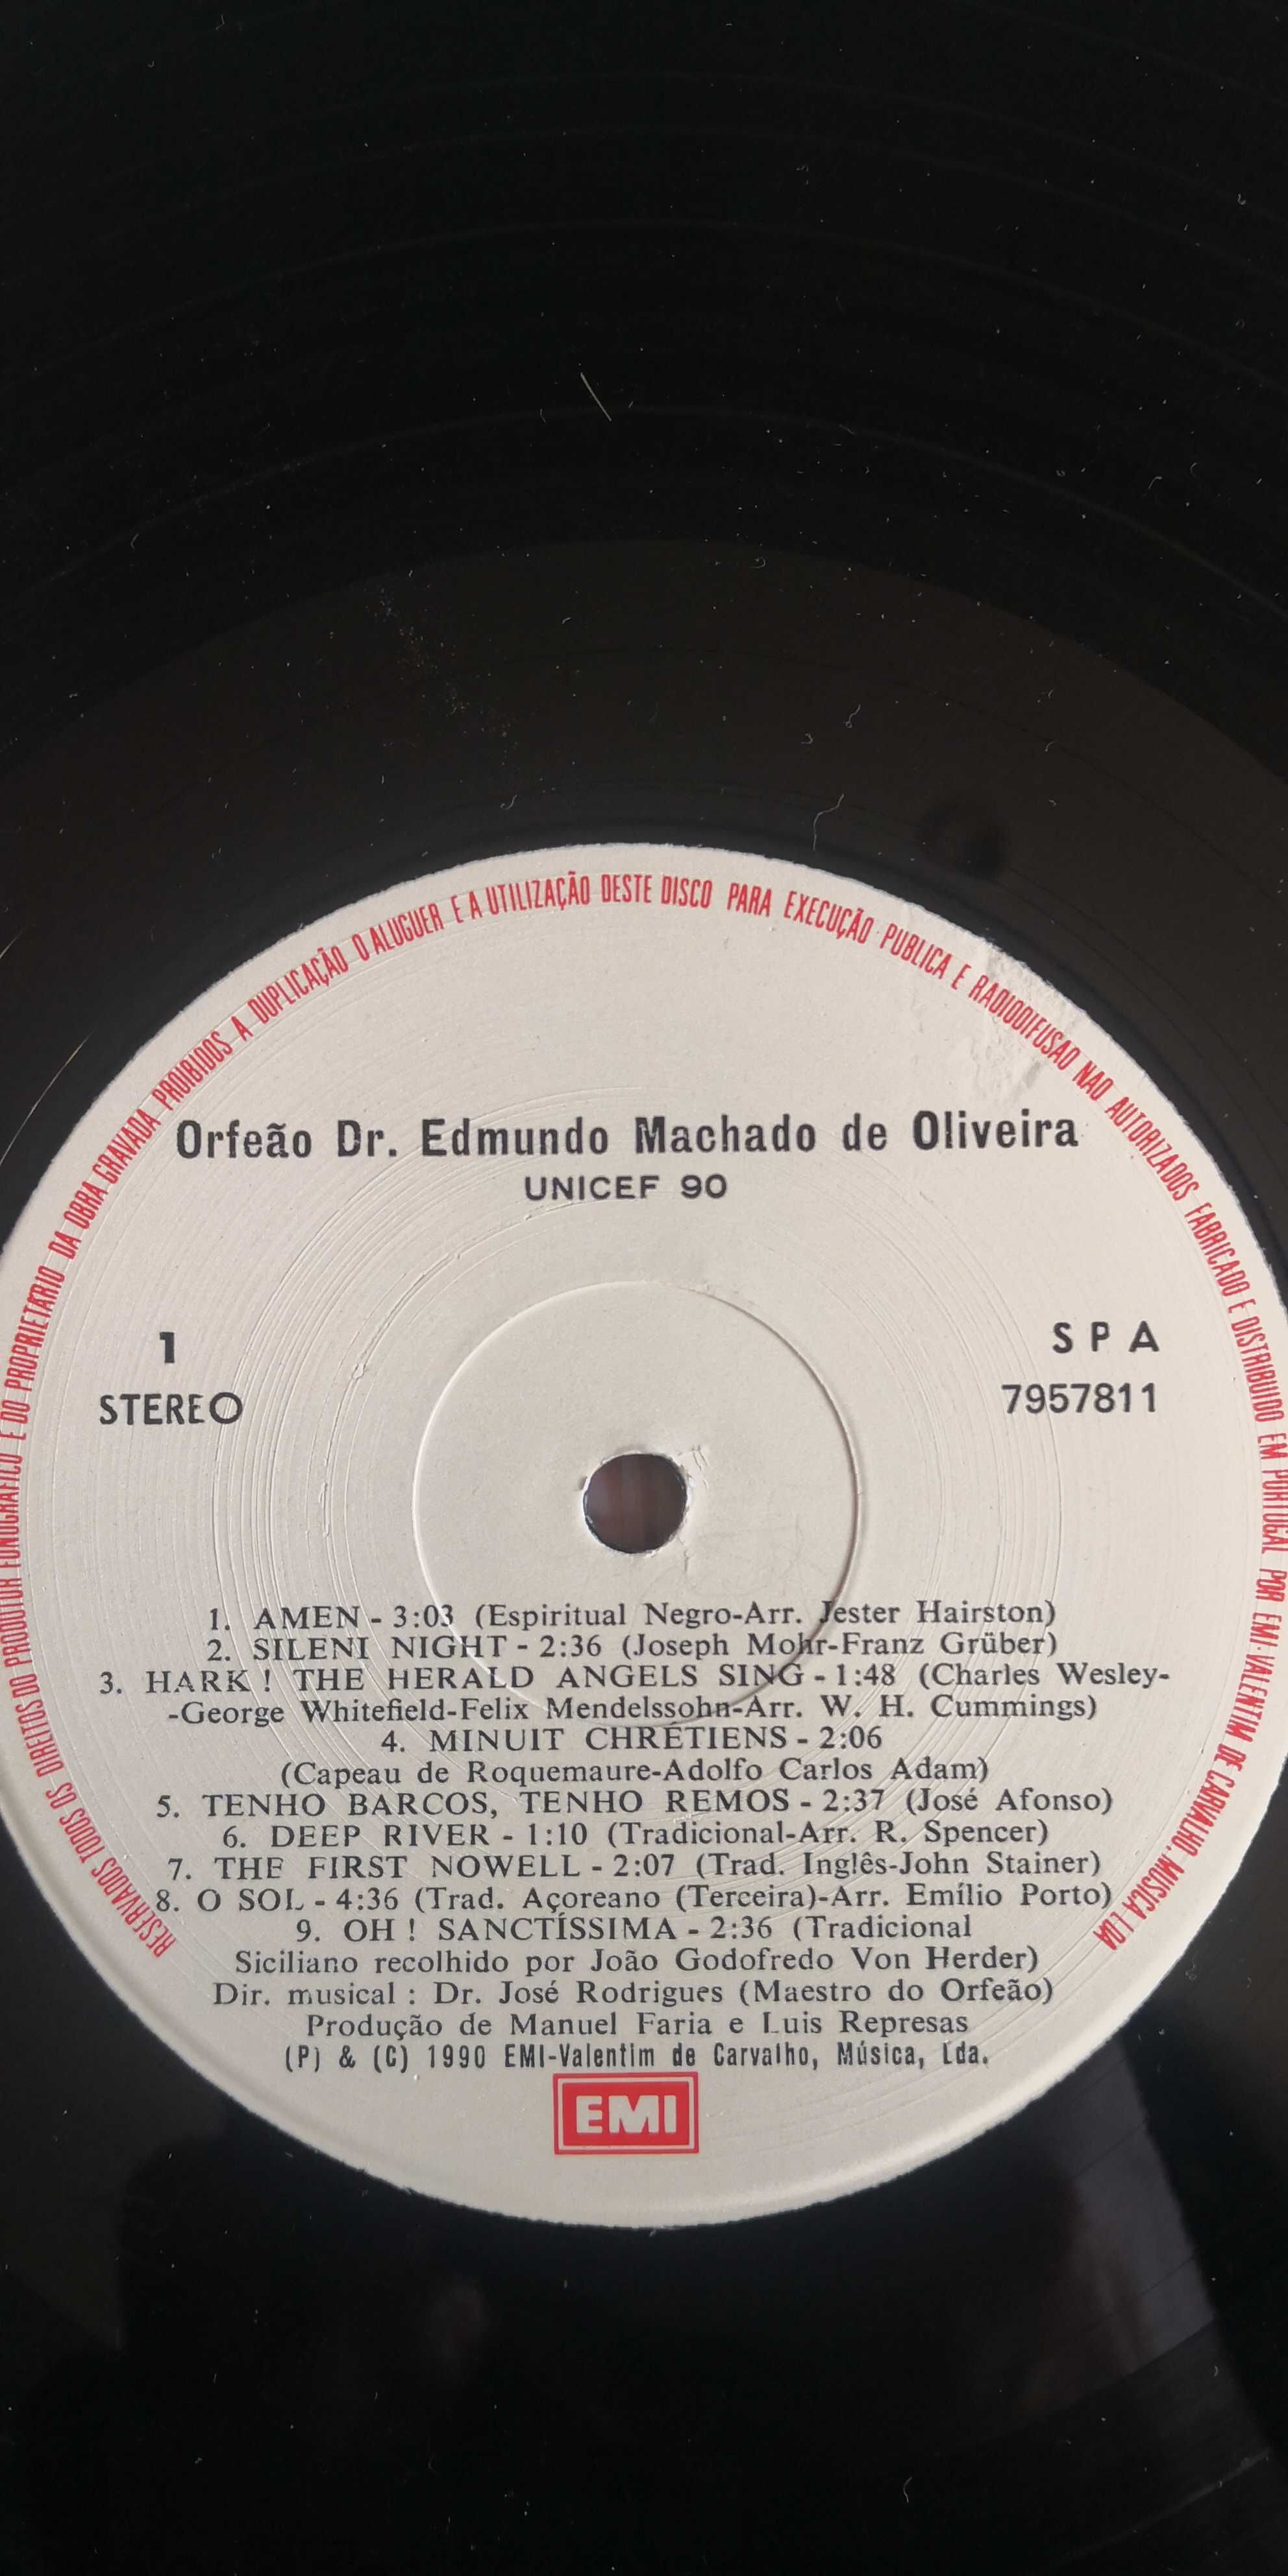 RESERVADOS TODOS OS DIREITOS DO PRODUTOR FONOGRAFICO E DO PROPRIETARIO DA OBRA GRAVADA PROIBIDOS A DUPLICAÇÃO O ALUGUER E A UTILIZAÇÃO DESTE DISCO PARA EXECUÇÃO PUBLICA E RADIODIFUSAO NAO AUTORIZADOS FABRICADO E DISTRIBUIDO EM PORTUGAL POR EMI-VALENTIM DE CARVALHO, MUSICA LDA
Orfeão Dr. Edmundo Machado de Oliveira
UNICEF 90
1
STEREO
S P A
7957811
1. AMEN - 3:03 (Espiritual Negro-Arr. Jester Hairston)
2. SILENI NIGHT - 2:36 (Joseph Mohr-Franz Grüber)
3. HARK ! THE HERALD ANGELS SING - 1:48 (Charles Wesley-
-George Whitefield-Felix Mendelssohn-Arr. W. H. Cummings)
4. MINUIT CHRÉTIENS - 2:06
(Capeau de Roquemaure-Adolfo Carlos Adam)
5. TENHO BARCOS, TENHO REMOS - 2:37 (José Afonso)
6. DEEP RIVER - 1:10 (Tradicional-Arr. R. Spencer)
7. THE FIRST NOWELL - 2:07 (Trad. Inglês-John Stainer)
8. O SOL - 4:36 (Trad. Açoreano (Terceira)-Arr. Emílio Porto)
9. OH ! SANCTÍSSIMA - 2:36 (Tradicional
Siciliano recolhido por João Godofredo Von Herder)
Dir. musical : Dr. José Rodrigues (Maestro do Orfeão)
Produção de Manuel Faria e Luis Represas
(P) & (C) 1990 EMI-Valentim de Carvalho, Música, Lda.
EMI